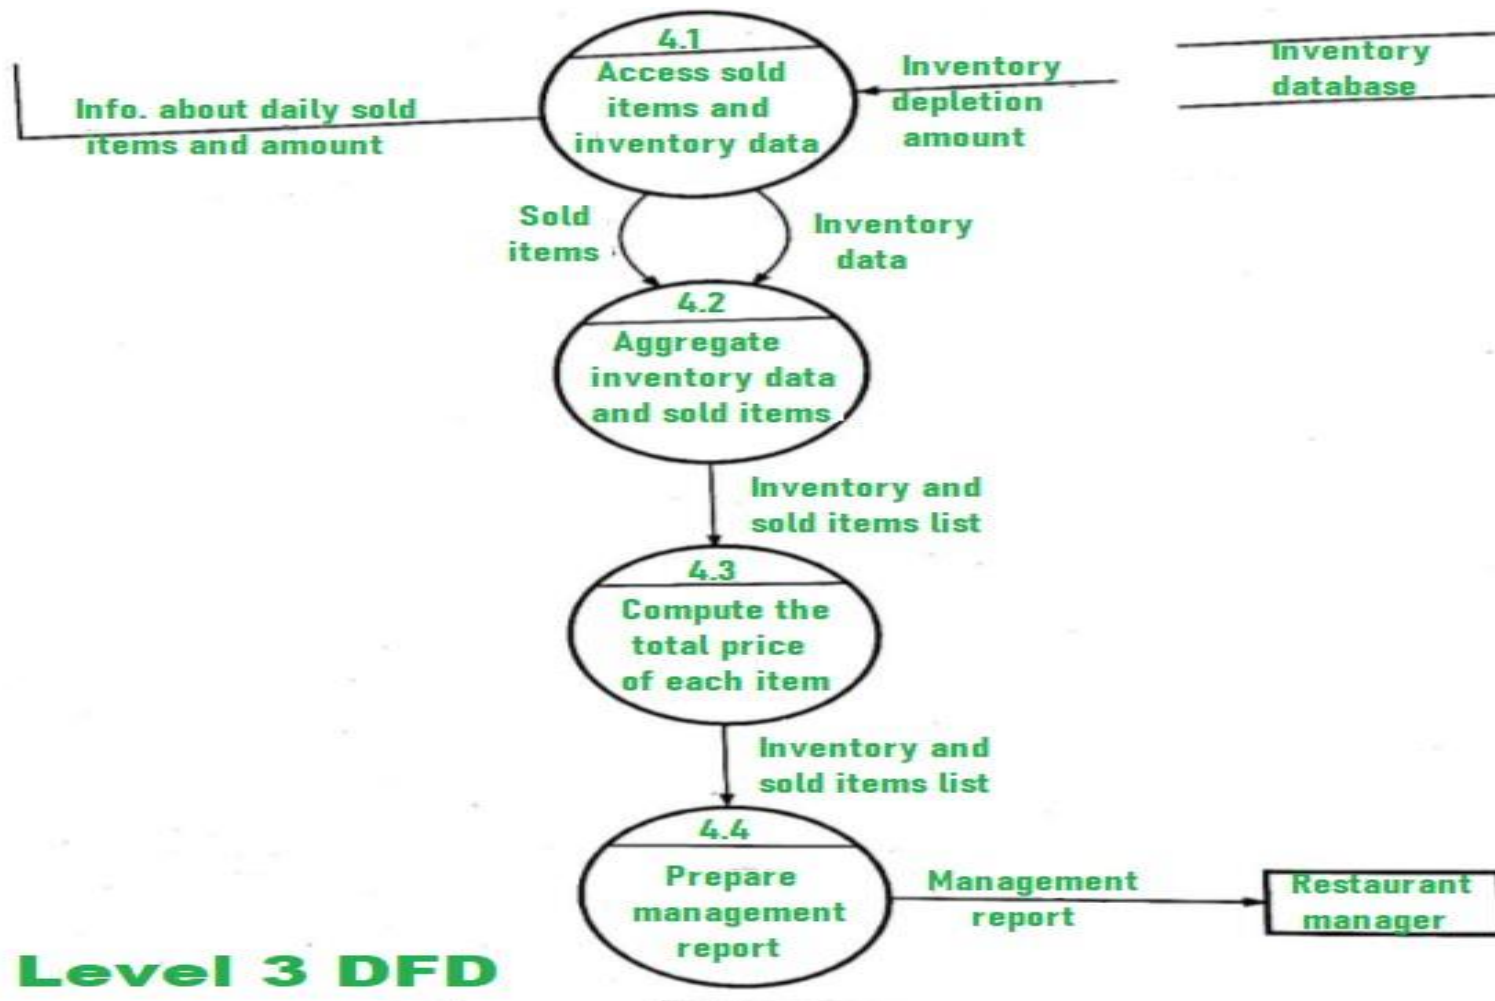 4.1
Access sold
items and
inventory data
Info. about daily sold
items and amount
Inventory
depletion
amount
Inventory
database
Sold
items
Inventory
data
4.2
Aggregate
inventory data
and sold items
Inventory and
sold items list
4.3
Compute the
total price
of each item
Inventory and
sold items list
4.4
Prepare
management
report
Management
report
Restaurant
manager
Level 3 DFD